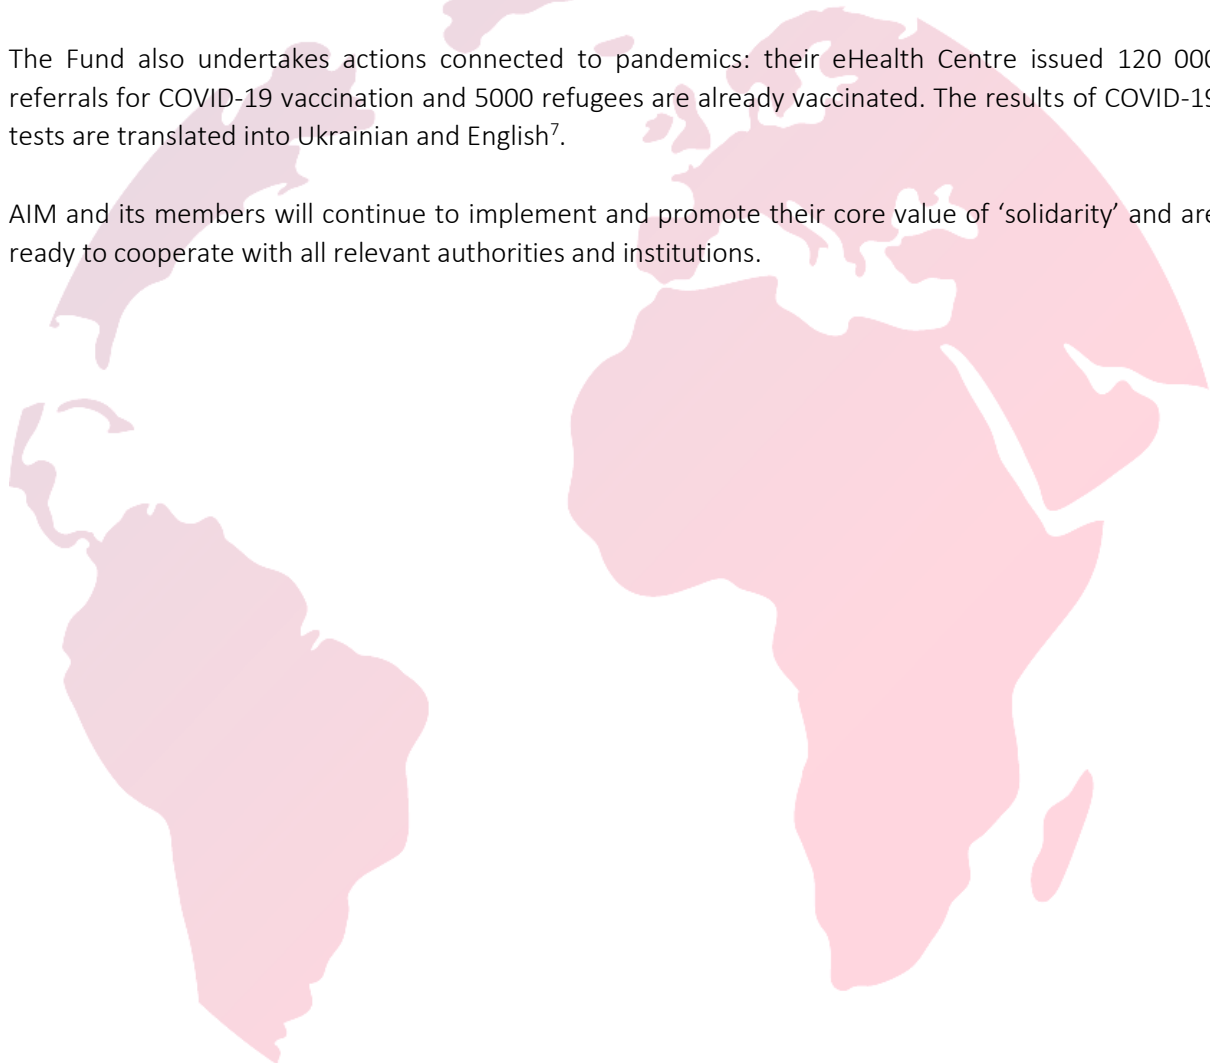 The Fund also undertakes actions connected to pandemics: their eHealth Centre issued 120 000
referrals for COVID-19 vaccination and 5000 refugees are already vaccinated. The results of COVID-19
tests are translated into Ukrainian and English⁷.
AIM and its members will continue to implement and promote their core value of ‘solidarity’ and are
ready to cooperate with all relevant authorities and institutions.